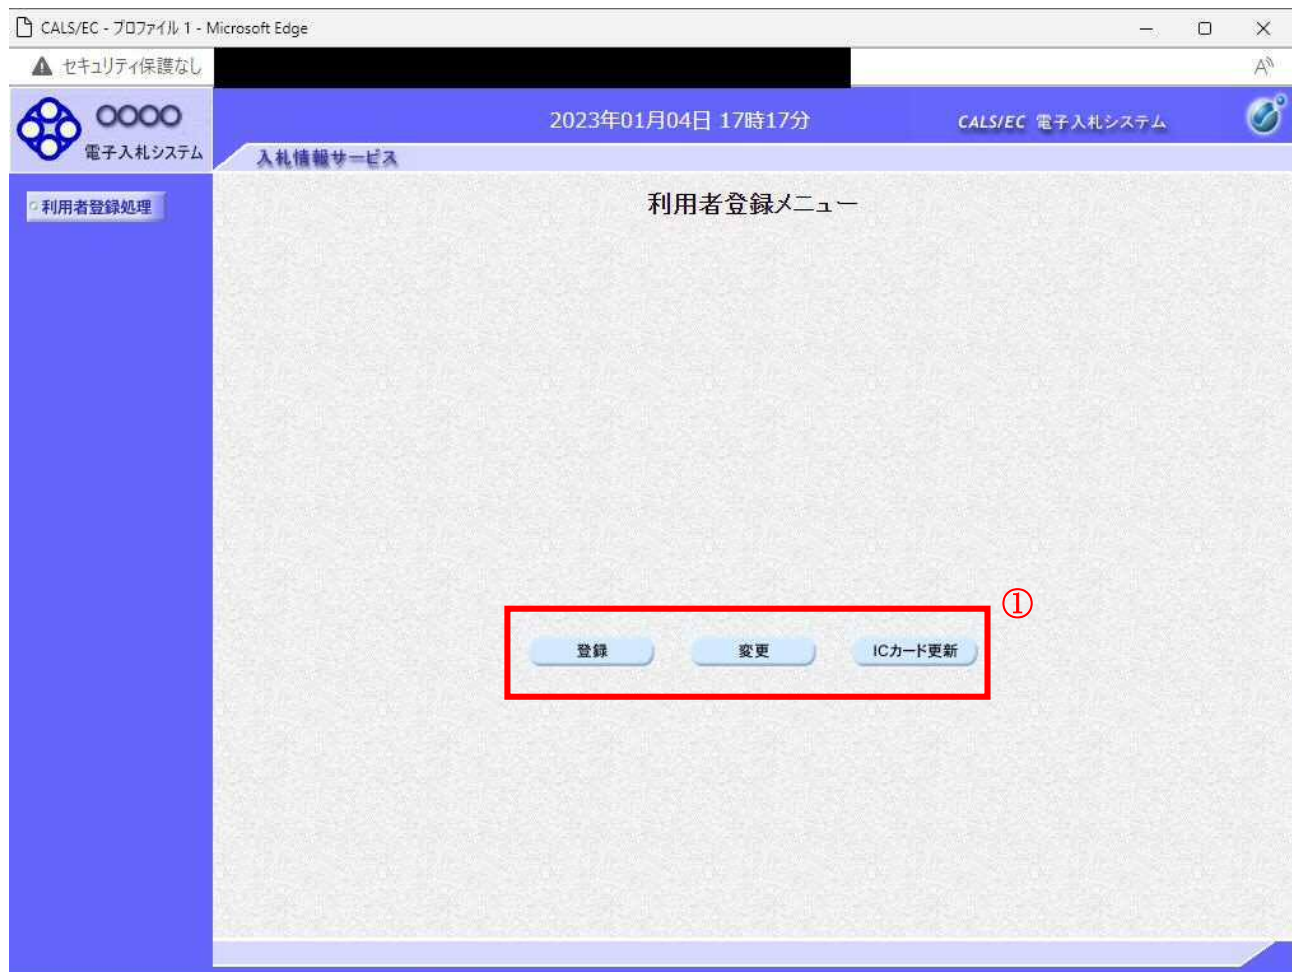 CALS/EC - プロファイル 1 - Microsoft Edge
セキュリティ保護なし
OOOO
電子入札システム
2023年01月04日 17時17分
CALS/EC 電子入札システム
入札情報サービス
利用者登録処理
利用者登録メニュー
①
登録 変更 ICカード更新